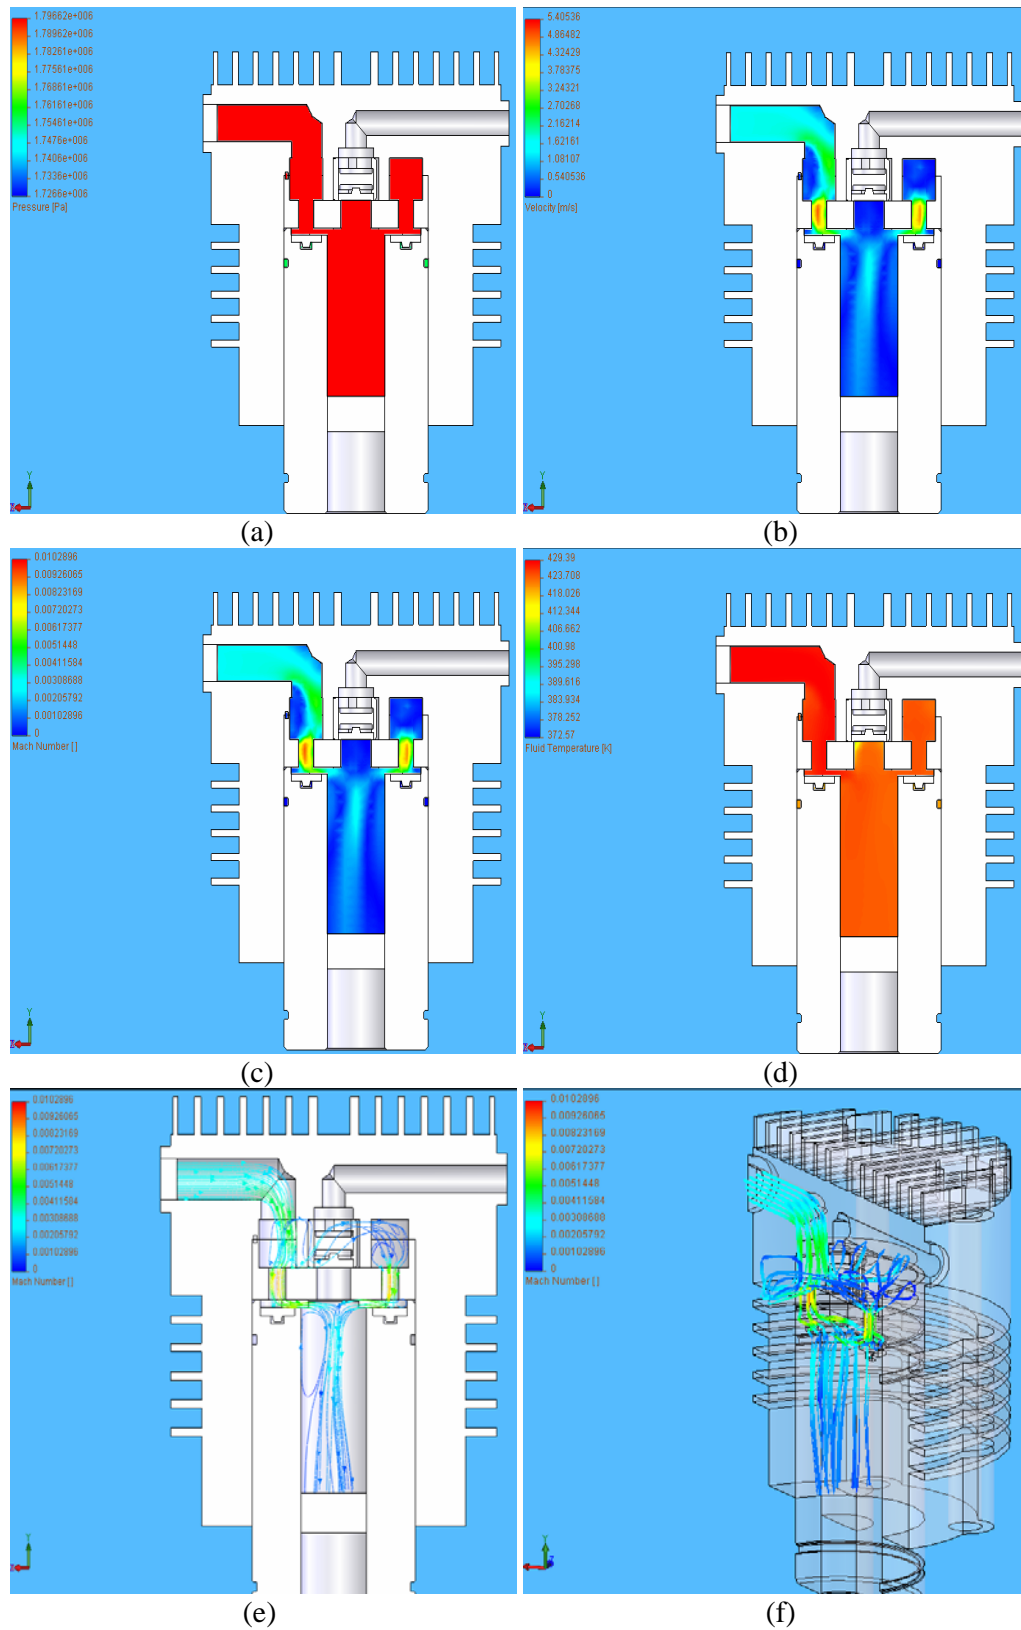 1.79662e+006
1.78962e+006
1.78261e+006
1.77561e+006
1.76861e+006
1.76161e+006
1.75461e+006
1.7476e+006
1.7406e+006
1.7336e+006
1.7266e+006
Pressure [Pa]
Y
Z
(a)
5.40536
4.86482
4.32429
3.78375
3.24321
2.70268
2.16214
1.62161
1.08107
0.540536
0
Velocity [m/s]
Y
Z
(b)
0.0102896
0.00926065
0.00823169
0.00720273
0.00617377
0.0051448
0.00411584
0.00308688
0.00205792
0.00102896
0
Mach Number [ ]
Y
Z
(c)
429.39
423.708
418.026
412.344
406.662
400.98
395.298
389.616
383.934
378.252
372.57
Fluid Temperature [K]
Y
Z
(d)
0.0102896
0.00926065
0.00823169
0.00720273
0.00617377
0.0051448
0.00411584
0.00308688
0.00205792
0.00102896
0
Mach Number [ ]
Y
Z
(e)
0.0102896
0.00926065
0.00823169
0.00720273
0.00617377
0.0051448
0.00411584
0.00308688
0.00205792
0.00102896
0
Mach Number [ ]
Y
Z
(f)